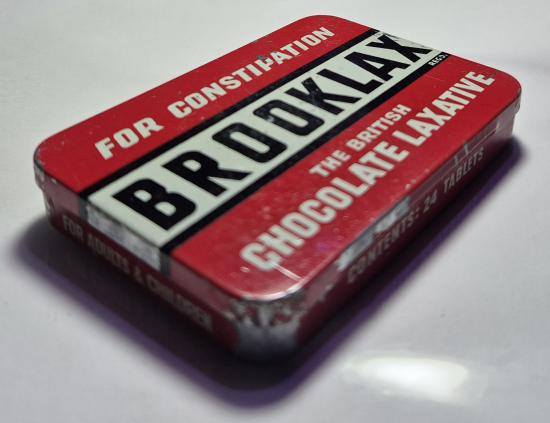 FOR CONSTIPATION
BROOKLAX
REGD.
THE BRITISH
CHOCOLATE LAXATIVE
FOR ADULTS & CHILDREN
CONTENTS: 24 TABLETS